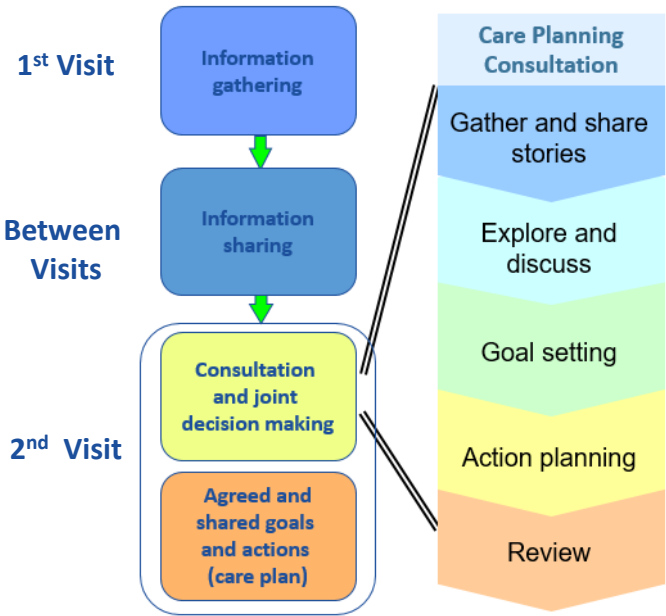 1st Visit
Information
gathering
Between
Visits
Information
sharing
2nd Visit
Consultation
and joint
decision making
Agreed and
shared goals
and actions
(care plan)
Care Planning
Consultation
Gather and share
stories
Explore and
discuss
Goal setting
Action planning
Review